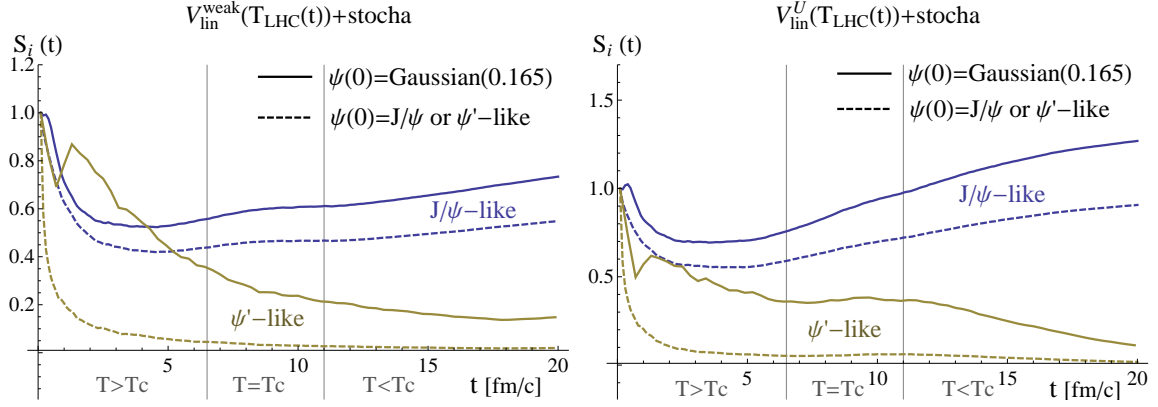 V_lin^weak(T_LHC(t))+stocha
S_i (t)
1.2
1.0
0.8
0.6
0.4
0.2
ψ(0)=Gaussian(0.165)
ψ(0)=J/ψ or ψ'−like
J/ψ−like
ψ'−like
5 10 15 20
T>Tc T=Tc T<Tc t [fm/c]
V_lin^U(T_LHC(t))+stocha
S_i (t)
1.5
1.0
0.5
ψ(0)=Gaussian(0.165)
ψ(0)=J/ψ or ψ'−like
J/ψ−like
ψ'−like
5 10 15 20
T>Tc T=Tc T<Tc t [fm/c]